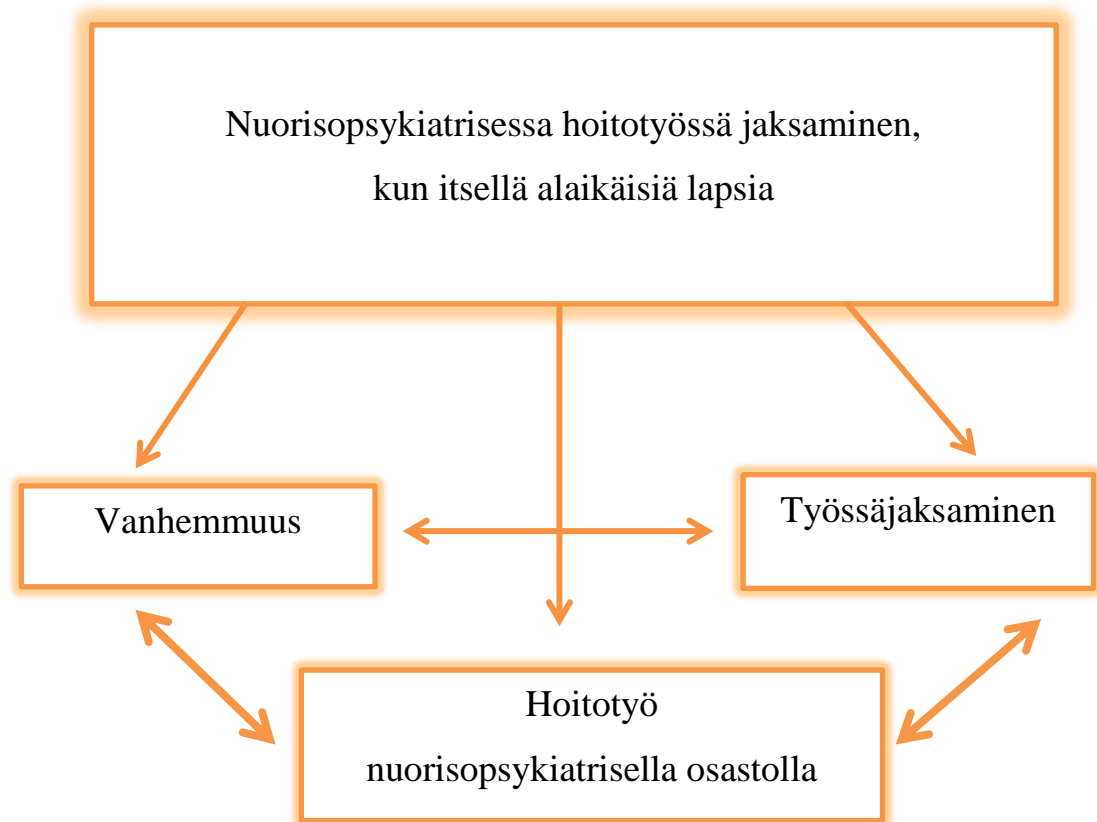 Nuorisopsykiatrisessa hoitotyössä jaksaminen,
kun itsellä alaikäisiä lapsia
Vanhemmuus
Työssäjaksaminen
Hoitotyö
nuorisopsykiatrisella osastolla